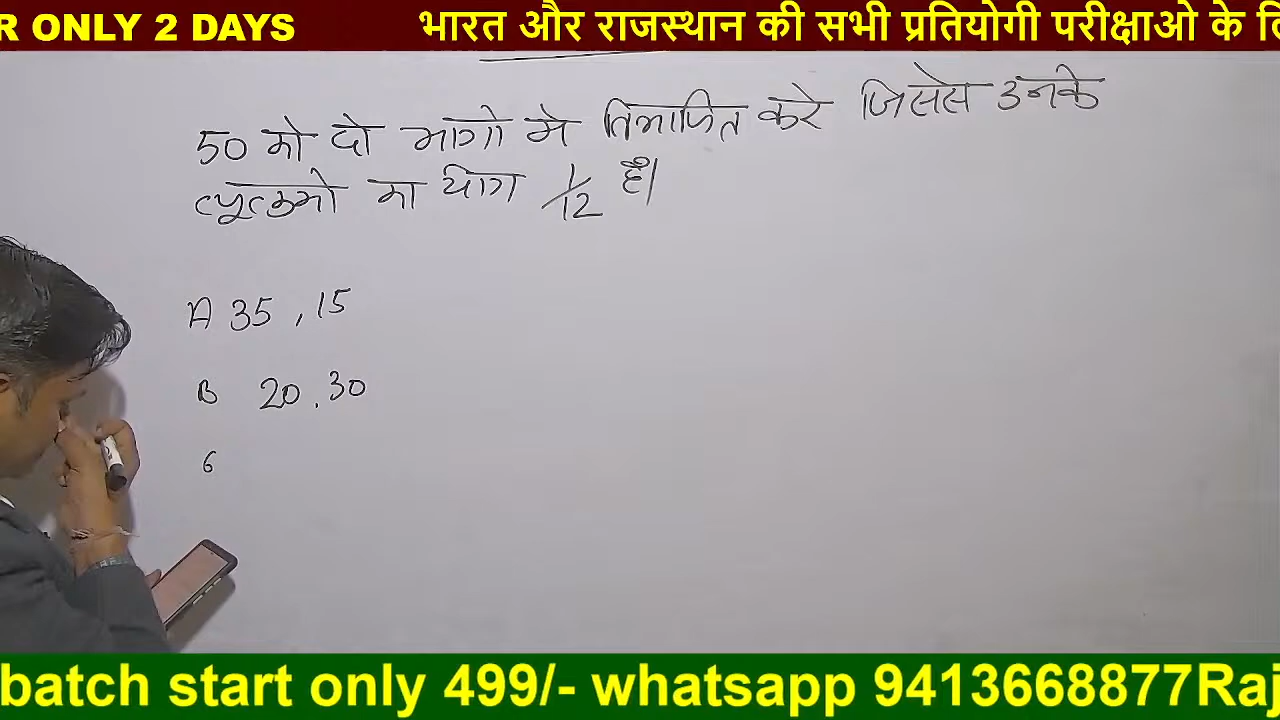 R ONLY 2 DAYS भारत और राजस्थान की सभी प्रतियोगी परीक्षाओ के लि
50 को दो भागो मे विभाजित करे जिससे उनके
व्युत्क्रमो का योग 1/12 है।
A 35 , 15
B 20 , 30
6
batch start only 499/- whatsapp 9413668877Raj